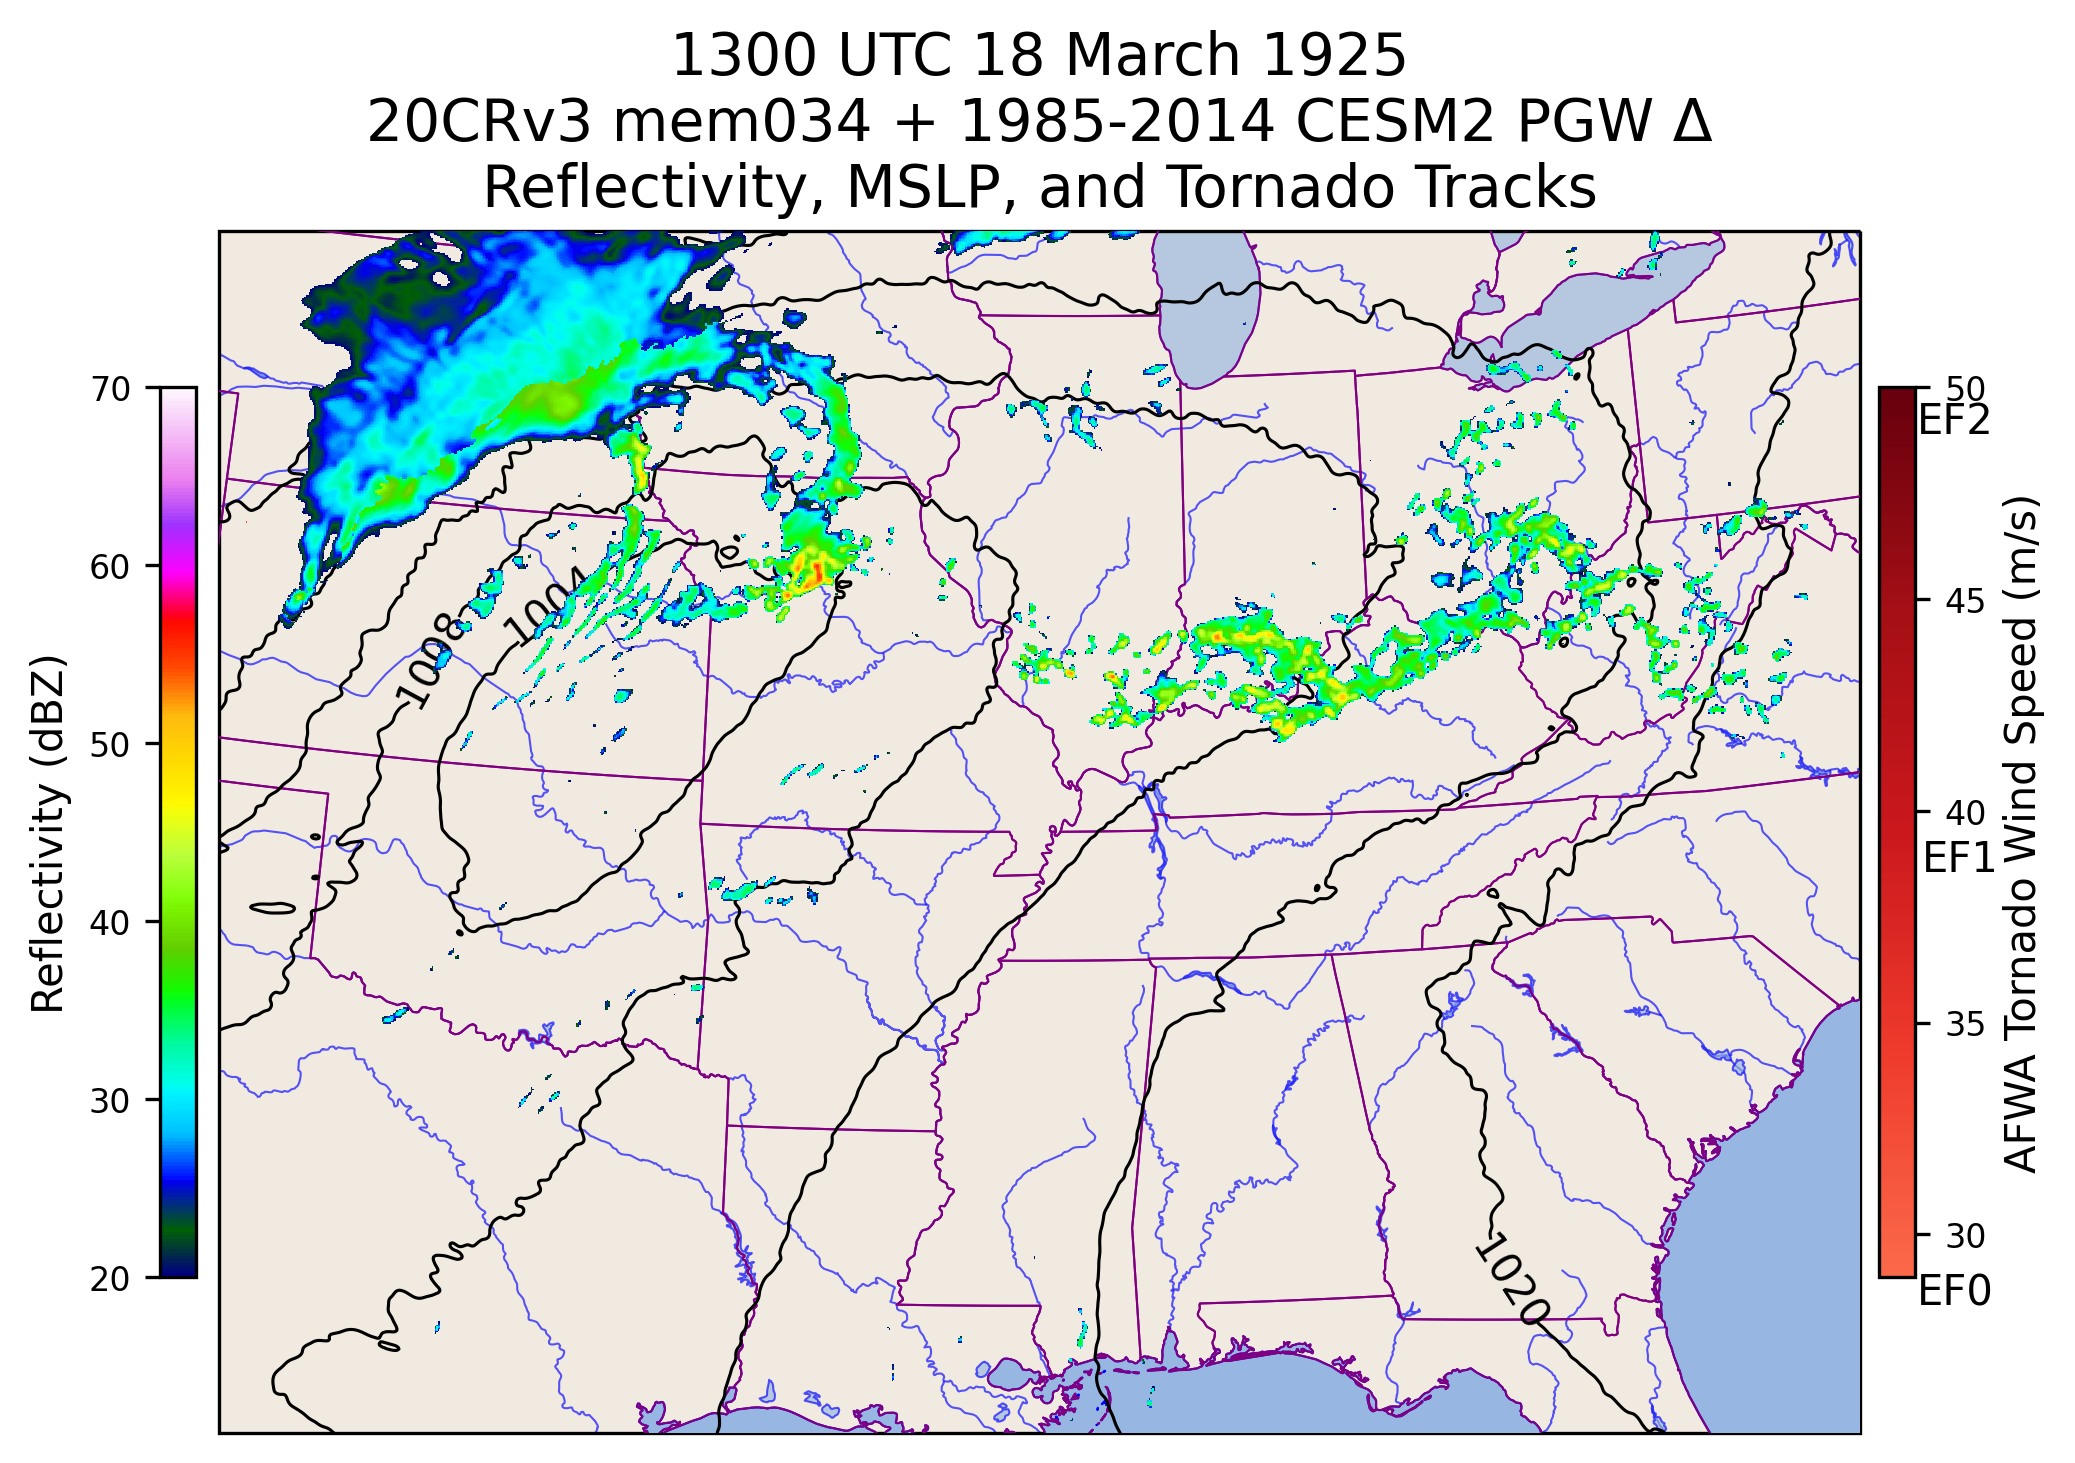 1300 UTC 18 March 1925
20CRv3 mem034 + 1985-2014 CESM2 PGW Δ
Reflectivity, MSLP, and Tornado Tracks
Reflectivity (dBZ)
70
60
50
40
30
20
1008
1004
1020
50
EF2
45
40
EF1
35
30
EF0
AFWA Tornado Wind Speed (m/s)